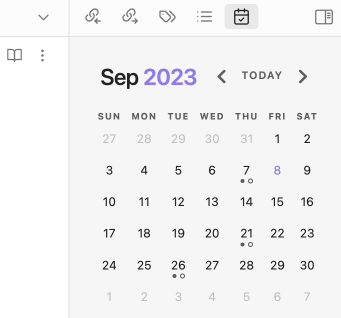 Sep 2023 TODAY
SUN MON TUE WED THU FRI SAT
27 28 29 30 31 1 2
3 4 5 6 7 8 9
10 11 12 13 14 15 16
17 18 19 20 21 22 23
24 25 26 27 28 29 30
1 2 3 4 5 6 7